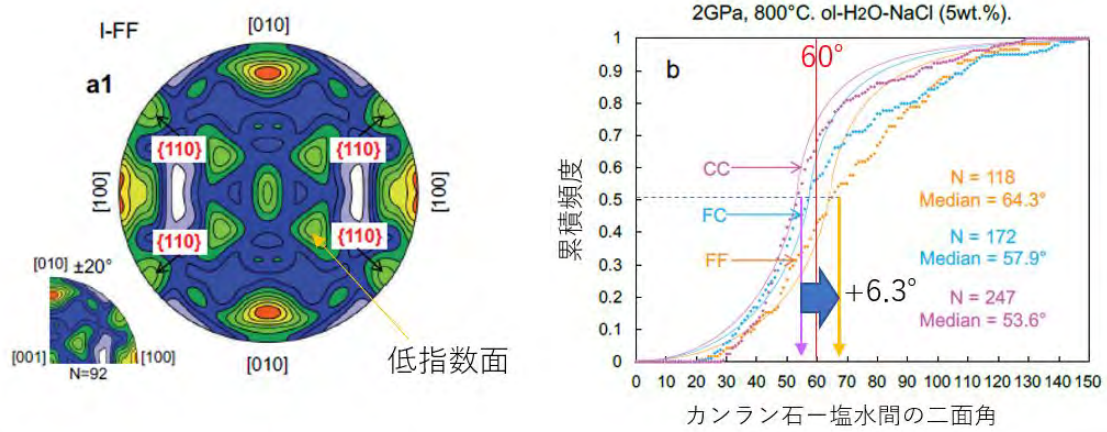 I-FF
a1
[010]
{110}
{110}
[100]
[100]
{110}
{110}
[010] ±20°
[001]
[100]
N=92
[010]
低指数面
2GPa, 800°C. ol-H2O-NaCl (5wt.%).
b
60°
累積頻度
1
0.9
0.8
0.7
0.6
0.5
0.4
0.3
0.2
0.1
0
CC
FC
FF
+6.3°
N = 118
Median = 64.3°
N = 172
Median = 57.9°
N = 247
Median = 53.6°
0 10 20 30 40 50 60 70 80 90 100 110 120 130 140 150
カンラン石ー塩水間の二面角